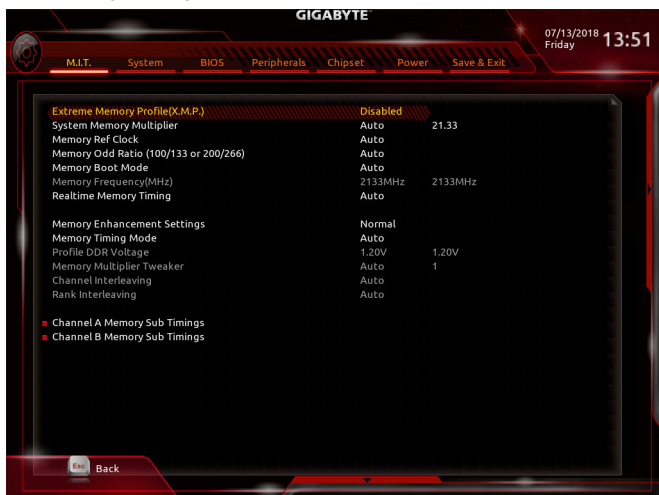 GIGABYTE™
07/13/2018 13:51
Friday
M.I.T. System BIOS Peripherals Chipset Power Save & Exit
Extreme Memory Profile(X.M.P.) Disabled
System Memory Multiplier Auto 21.33
Memory Ref Clock Auto
Memory Odd Ratio (100/133 or 200/266) Auto
Memory Boot Mode Auto
Memory Frequency(MHz) 2133MHz 2133MHz
Realtime Memory Timing Auto
Memory Enhancement Settings Normal
Memory Timing Mode Auto
Profile DDR Voltage 1.20V 1.20V
Memory Multiplier Tweaker Auto 1
Channel Interleaving Auto
Rank Interleaving Auto
Channel A Memory Sub Timings
Channel B Memory Sub Timings
Esc Back